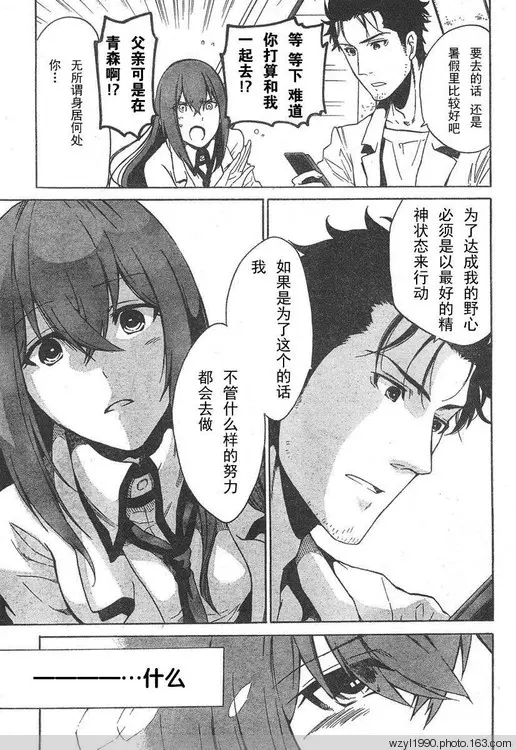 要去的话 还是
暑假里比较好吧
等 等下 难道
你打算和我
一起去!?
父亲可是在
青森啊!?
无所谓身居何处
你…
为了达成我的野心
必须是以最好的精
神状态来行动
如果是为了这个的话
我
不管什么样的努力
都会去做
————…什么
wzyl1990.photo.163.com